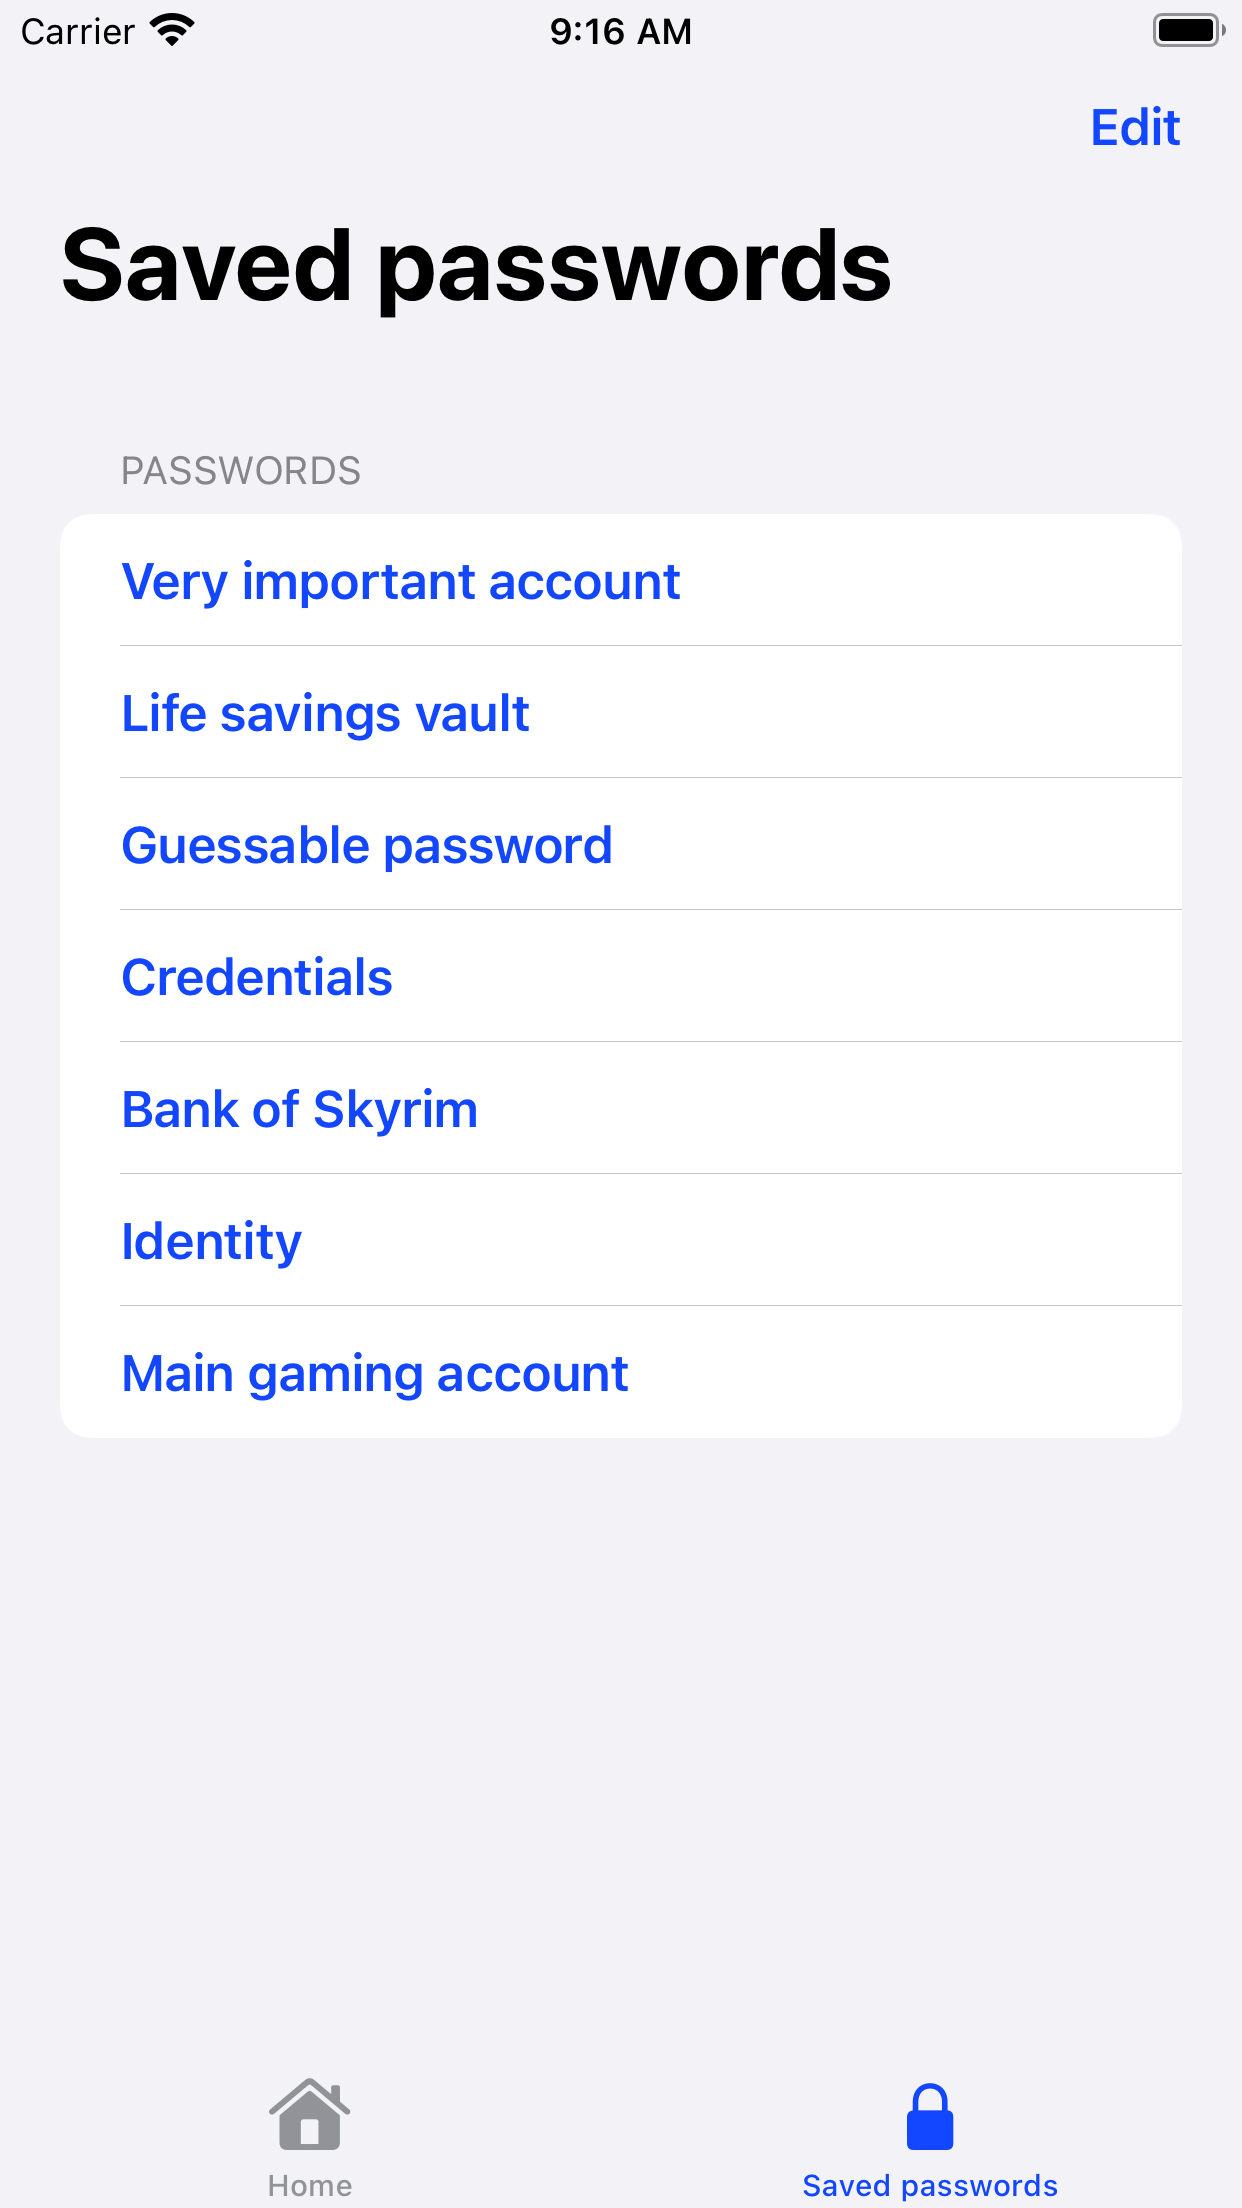 Carrier 9:16 AM
Edit
Saved passwords
PASSWORDS
Very important account
Life savings vault
Guessable password
Credentials
Bank of Skyrim
Identity
Main gaming account
Home Saved passwords